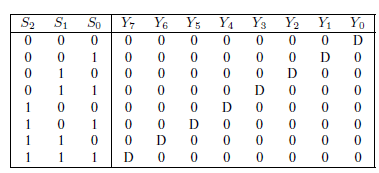 S₂ S₁ S₀ Y₇ Y₆ Y₅ Y₄ Y₃ Y₂ Y₁ Y₀
0 0 0 0 0 0 0 0 0 0 D
0 0 1 0 0 0 0 0 0 D 0
0 1 0 0 0 0 0 0 D 0 0
0 1 1 0 0 0 0 D 0 0 0
1 0 0 0 0 0 D 0 0 0 0
1 0 1 0 0 D 0 0 0 0 0
1 1 0 0 D 0 0 0 0 0 0
1 1 1 D 0 0 0 0 0 0 0